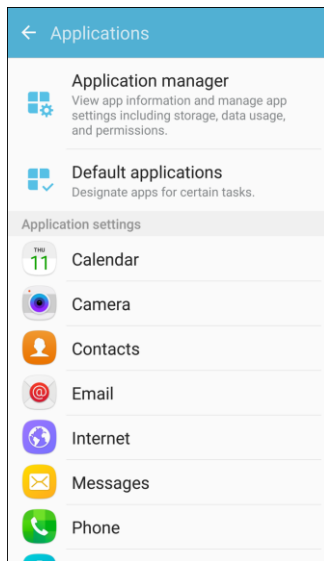 Applications
Application manager
View app information and manage app
settings including storage, data usage,
and permissions.
Default applications
Designate apps for certain tasks.
Application settings
THU
11
Calendar
Camera
Contacts
@
Email
Internet
Messages
Phone